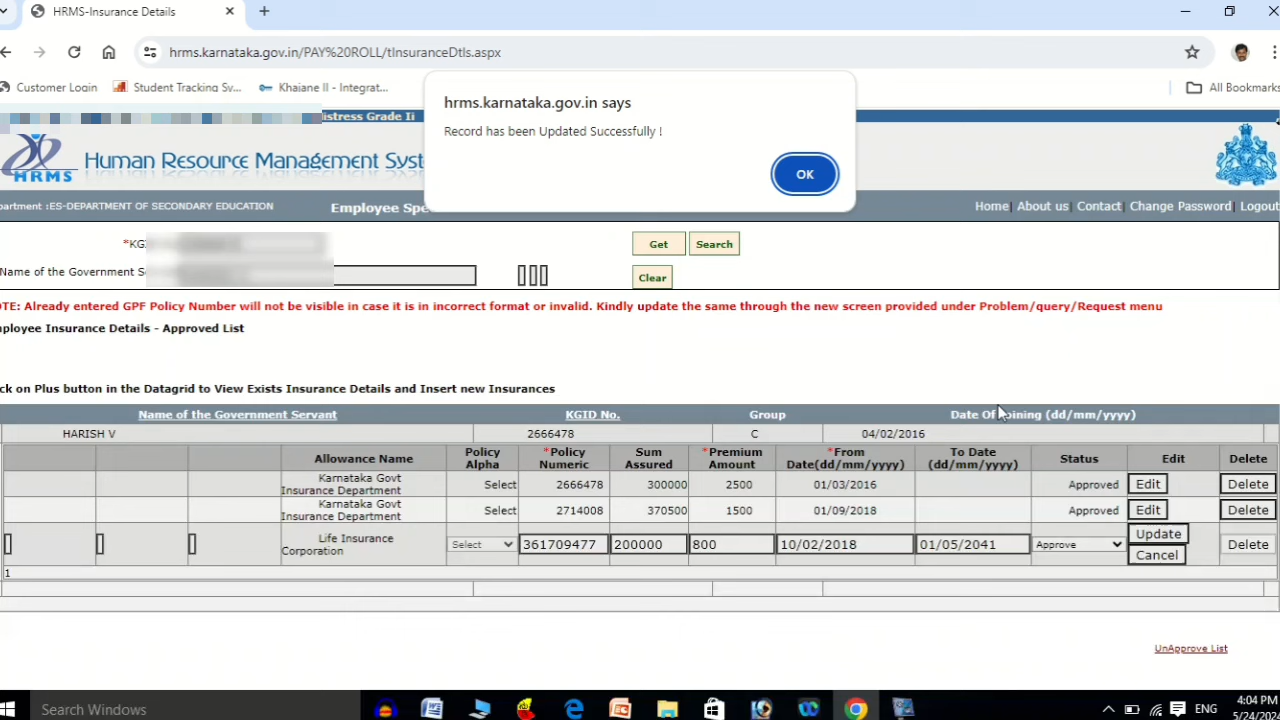 HRMS-Insurance Details
hrms.karnataka.gov.in/PAY%20ROLL/tInsuranceDtls.aspx
Customer Login Student Tracking Sy... Khajane II - Integrat... All Bookmarks
hrms.karnataka.gov.in says
Record has been Updated Successfully !
OK
istress Grade Ii
HRMS
Human Resource Management Syst
partment :ES-DEPARTMENT OF SECONDARY EDUCATION Employee Spe Home| About us| Contact| Change Password| Logout
*KG Get Search
Name of the Government S Clear
OTE: Already entered GPF Policy Number will not be visible in case it is in incorrect format or invalid. Kindly update the same through the new screen provided under Problem/query/Request menu
mployee Insurance Details - Approved List
ick on Plus button in the Datagrid to View Exists Insurance Details and Insert new Insurances
Name of the Government Servant KGID No. Group Date Of Joining (dd/mm/yyyy)
HARISH V 2666478 C 04/02/2016
Allowance Name Policy Alpha *Policy Numeric Sum Assured *Premium Amount *From Date(dd/mm/yyyy) To Date (dd/mm/yyyy) Status Edit Delete
Karnataka Govt Insurance Department Select 2666478 300000 2500 01/03/2016 Approved Edit Delete
Karnataka Govt Insurance Department Select 2714008 370500 1500 01/09/2018 Approved Edit Delete
Life Insurance Corporation Select 361709477 200000 800 10/02/2018 01/05/2041 Approve Update Cancel Delete
1
UnApprove List
Search Windows
ENG
4:04 PM